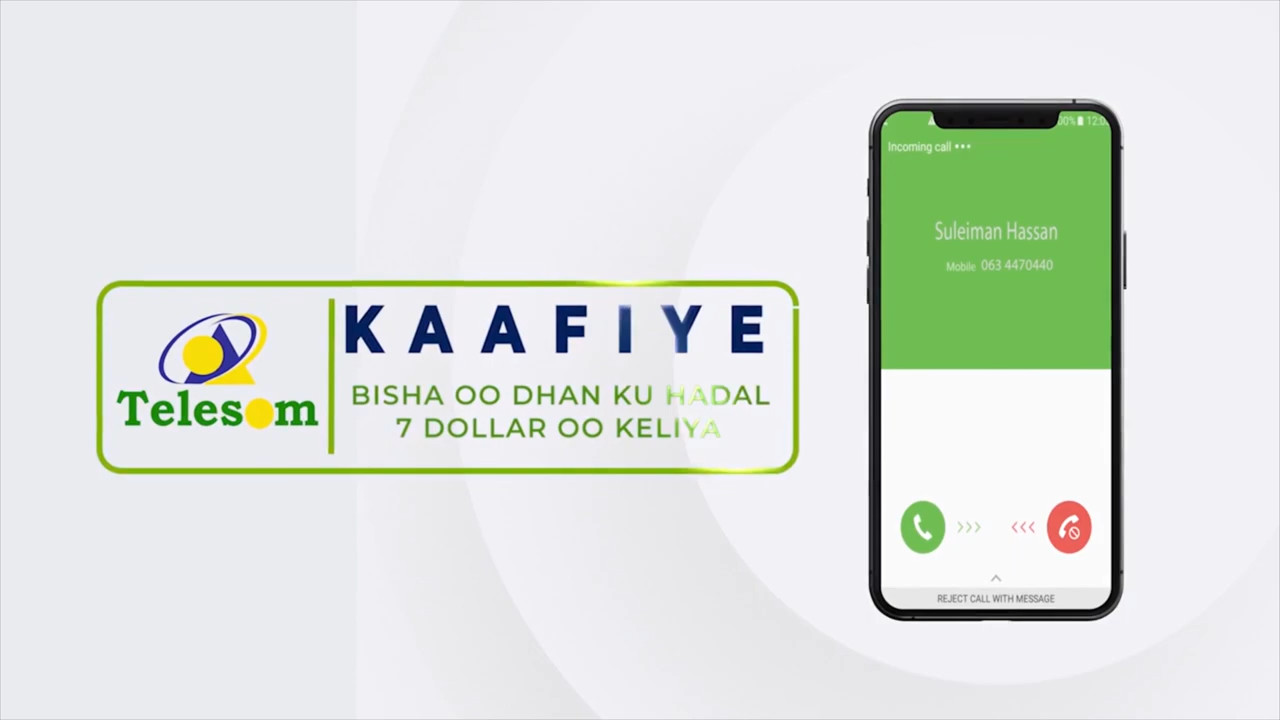 Telesom
KAAFIYE
BISHA OO DHAN KU HADAL
7 DOLLAR OO KELIYA
Incoming call •••
Suleiman Hassan
Mobile 063 4470440
REJECT CALL WITH MESSAGE